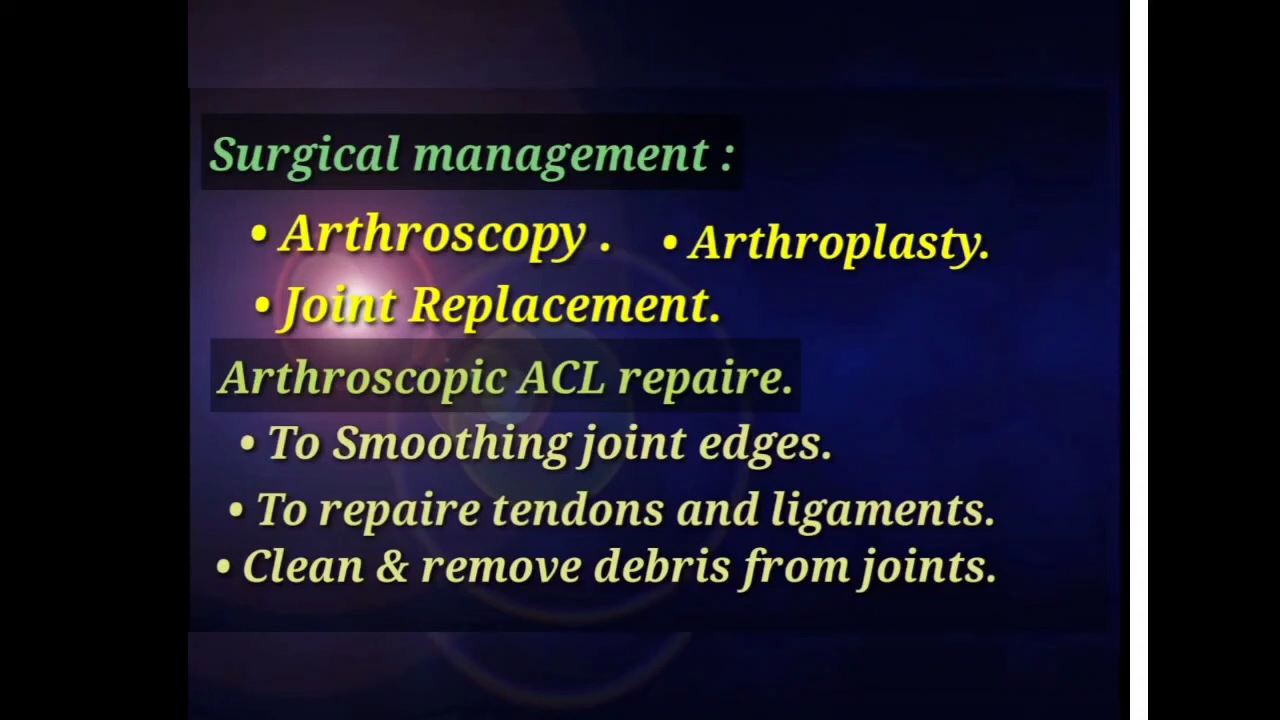 Surgical management :
• Arthroscopy . • Arthroplasty.
• Joint Replacement.
Arthroscopic ACL repaire.
• To Smoothing joint edges.
• To repaire tendons and ligaments.
• Clean & remove debris from joints.